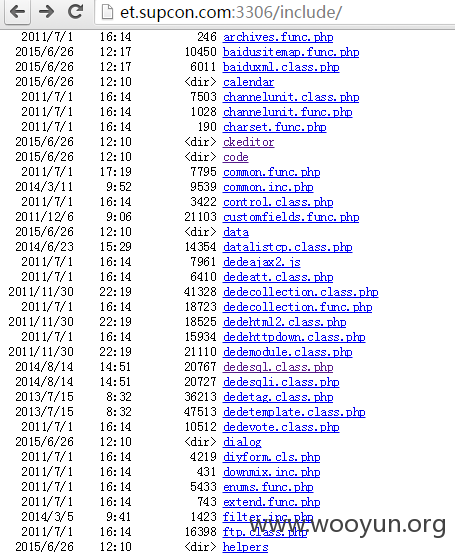 et.supcon.com:3306/include/
2011/7/1 16:14 246 archives.func.php
2015/6/26 12:17 10450 baidusitemap.func.php
2015/6/26 12:17 6011 baiduxml.class.php
2015/6/26 12:10 <dir> calendar
2011/7/1 16:14 7503 channelunit.class.php
2011/7/1 16:14 1028 channelunit.func.php
2011/7/1 16:14 190 charset.func.php
2015/6/26 12:10 <dir> ckeditor
2015/6/26 12:10 <dir> code
2011/7/1 17:19 7795 common.func.php
2014/3/11 9:52 9539 common.inc.php
2011/7/1 16:14 3422 control.class.php
2011/12/6 9:06 21103 customfields.func.php
2015/6/26 12:10 <dir> data
2014/6/23 15:29 14354 datalistcp.class.php
2011/7/1 16:14 7961 dedeajax2.js
2011/7/1 16:14 6410 dedeatt.class.php
2011/11/30 22:19 41328 dedecollection.class.php
2011/7/1 16:14 18723 dedecollection.func.php
2011/11/30 22:19 18525 dedehtml2.class.php
2011/7/1 16:14 15934 dedehttpdown.class.php
2011/11/30 22:19 21110 dedemodule.class.php
2014/8/14 14:51 20767 dedesql.class.php
2014/8/14 14:51 20727 dedesqli.class.php
2013/7/15 8:32 36213 dedetag.class.php
2013/7/15 8:32 47513 dedetemplate.class.php
2011/7/1 16:14 10512 dedevote.class.php
2015/6/26 12:10 <dir> dialog
2011/7/1 16:14 4219 diyform.cls.php
2011/7/1 16:14 431 downmix.inc.php
2011/7/1 16:14 5433 enums.func.php
2011/7/1 16:14 743 extend.func.php
2014/3/5 9:41 1423 filter.inc.php
2011/7/1 16:14 16398 ftp.class.php
2015/6/26 12:10 <dir> helpers
www.wooyun.org